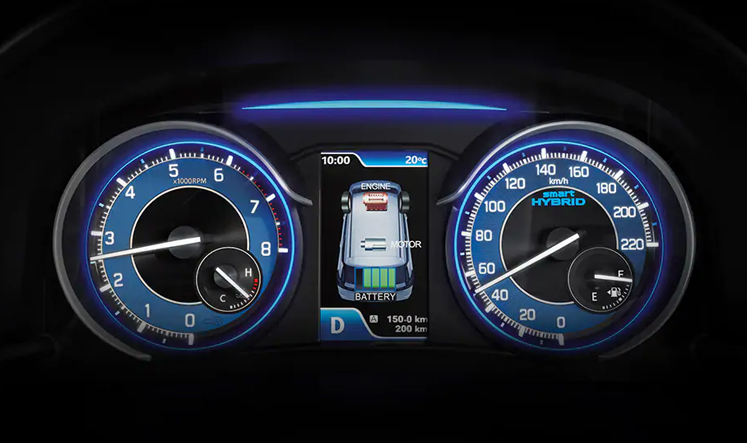 5
6
4
x1000RPM
7
3
8
2
H
C
1
0
10:00 20°C
ENGINE
MOTOR
BATTERY
D
A 150.0 km
200 km
140 160
120 km/h 180
100 smart
HYBRID 200
80 220
60
F
40 E
20 0